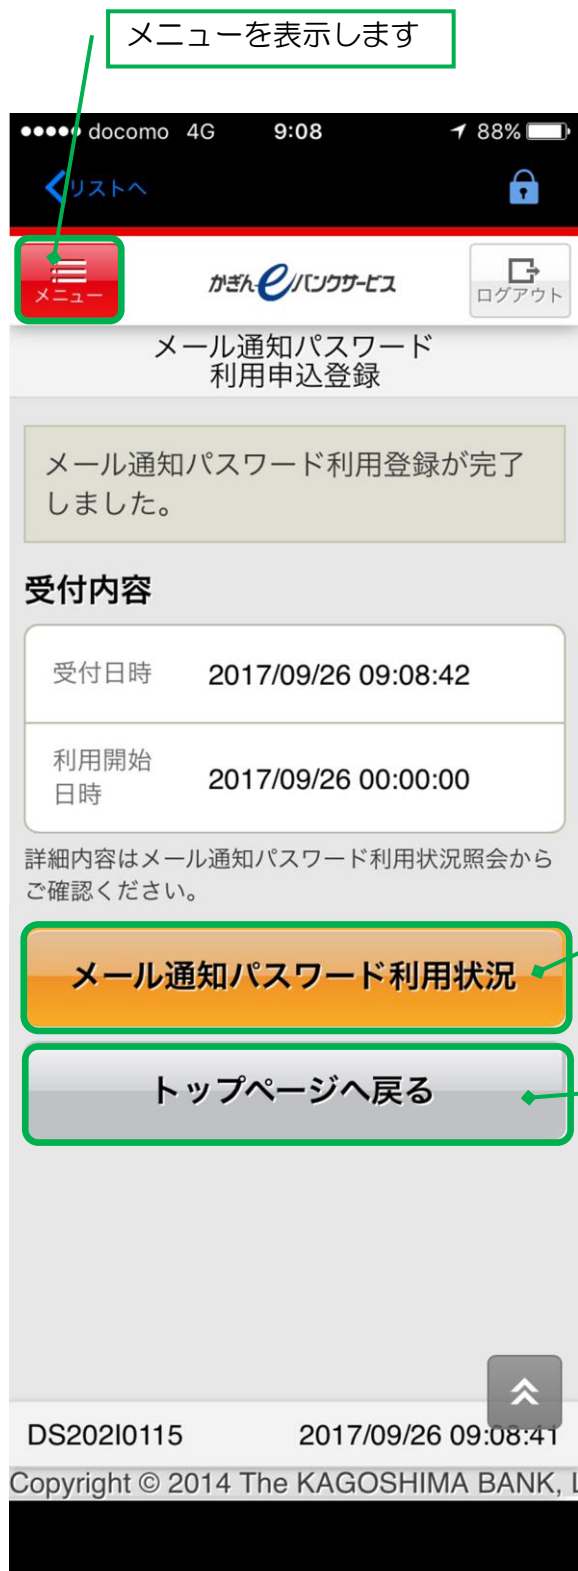 メニューを表示します
docomo 4G 9:08 88%
リストへ
メニュー
かぎんeバンクサービス
ログアウト
メール通知パスワード
利用申込登録
メール通知パスワード利用登録が完了
しました。
受付内容
受付日時 2017/09/26 09:08:42
利用開始
日時
2017/09/26 00:00:00
詳細内容はメール通知パスワード利用状況照会から
ご確認ください。
メール通知パスワード利用状況
トップページへ戻る
DS202I0115 2017/09/26 09:08:41
Copyright © 2014 The KAGOSHIMA BANK, L